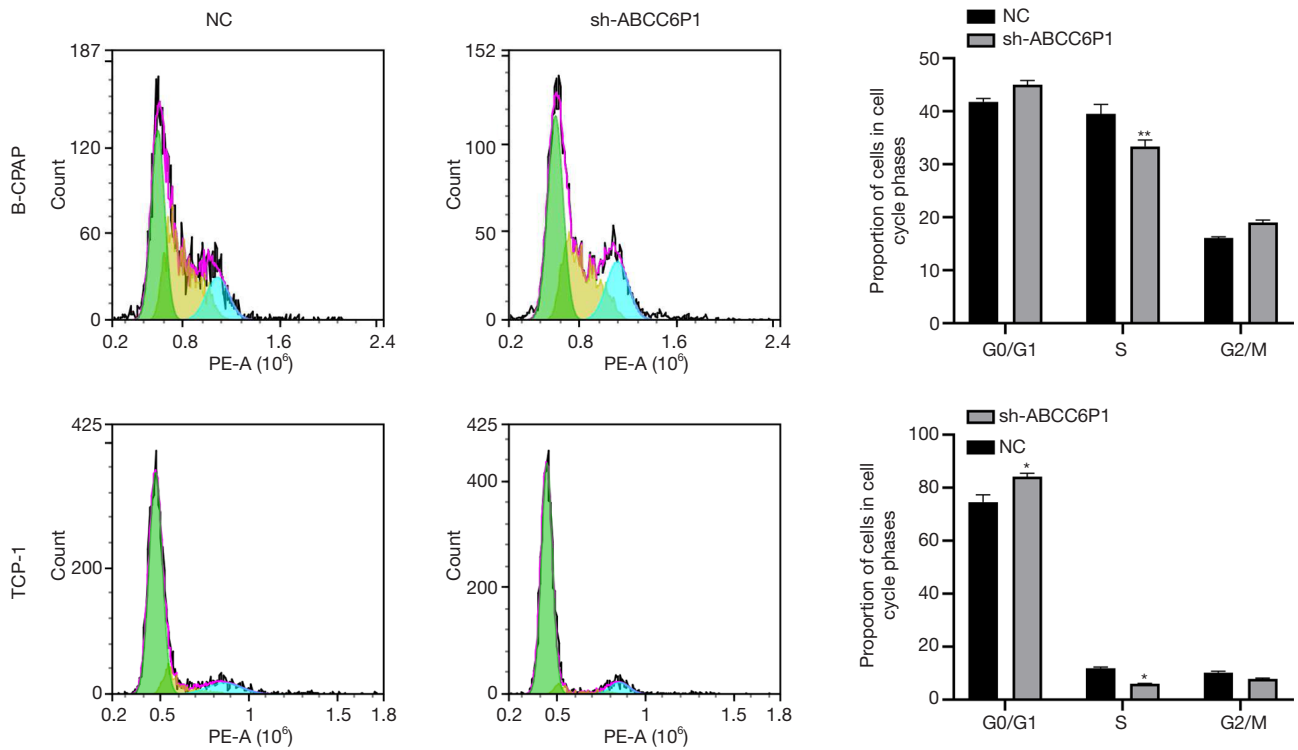 NC
sh-ABCC6P1
B-CPAP
187
120
60
0
Count
0.2 0.8 1.6 2.4
PE-A (10⁶)
152
100
50
0
Count
0.2 0.8 1.6 2.4
PE-A (10⁶)
NC
sh-ABCC6P1
50
40
30
20
10
0
Proportion of cells in cell
cycle phases
**
G0/G1 S G2/M
TCP-1
425
200
0
Count
0.2 0.5 1 1.8
PE-A (10⁶)
425
400
200
0
Count
0.2 0.5 1 1.5 1.8
PE-A (10⁶)
sh-ABCC6P1
NC
100
80
60
40
20
0
Proportion of cells in cell
cycle phases
*
*
G0/G1 S G2/M